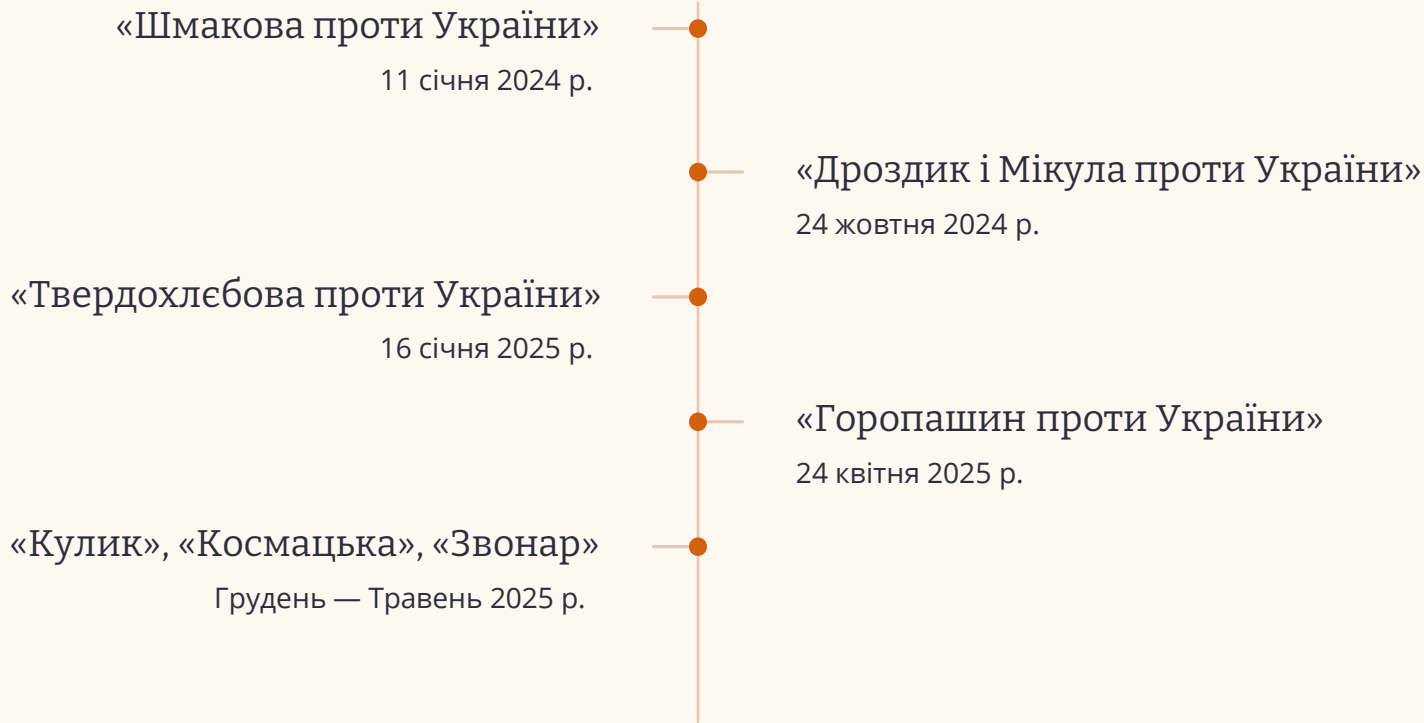 «Шмакова проти України»
11 січня 2024 р.
«Дроздик і Мікула проти України»
24 жовтня 2024 р.
«Твердохлєбова проти України»
16 січня 2025 р.
«Горопашин проти України»
24 квітня 2025 р.
«Кулик», «Космацька», «Звонар»
Грудень — Травень 2025 р.